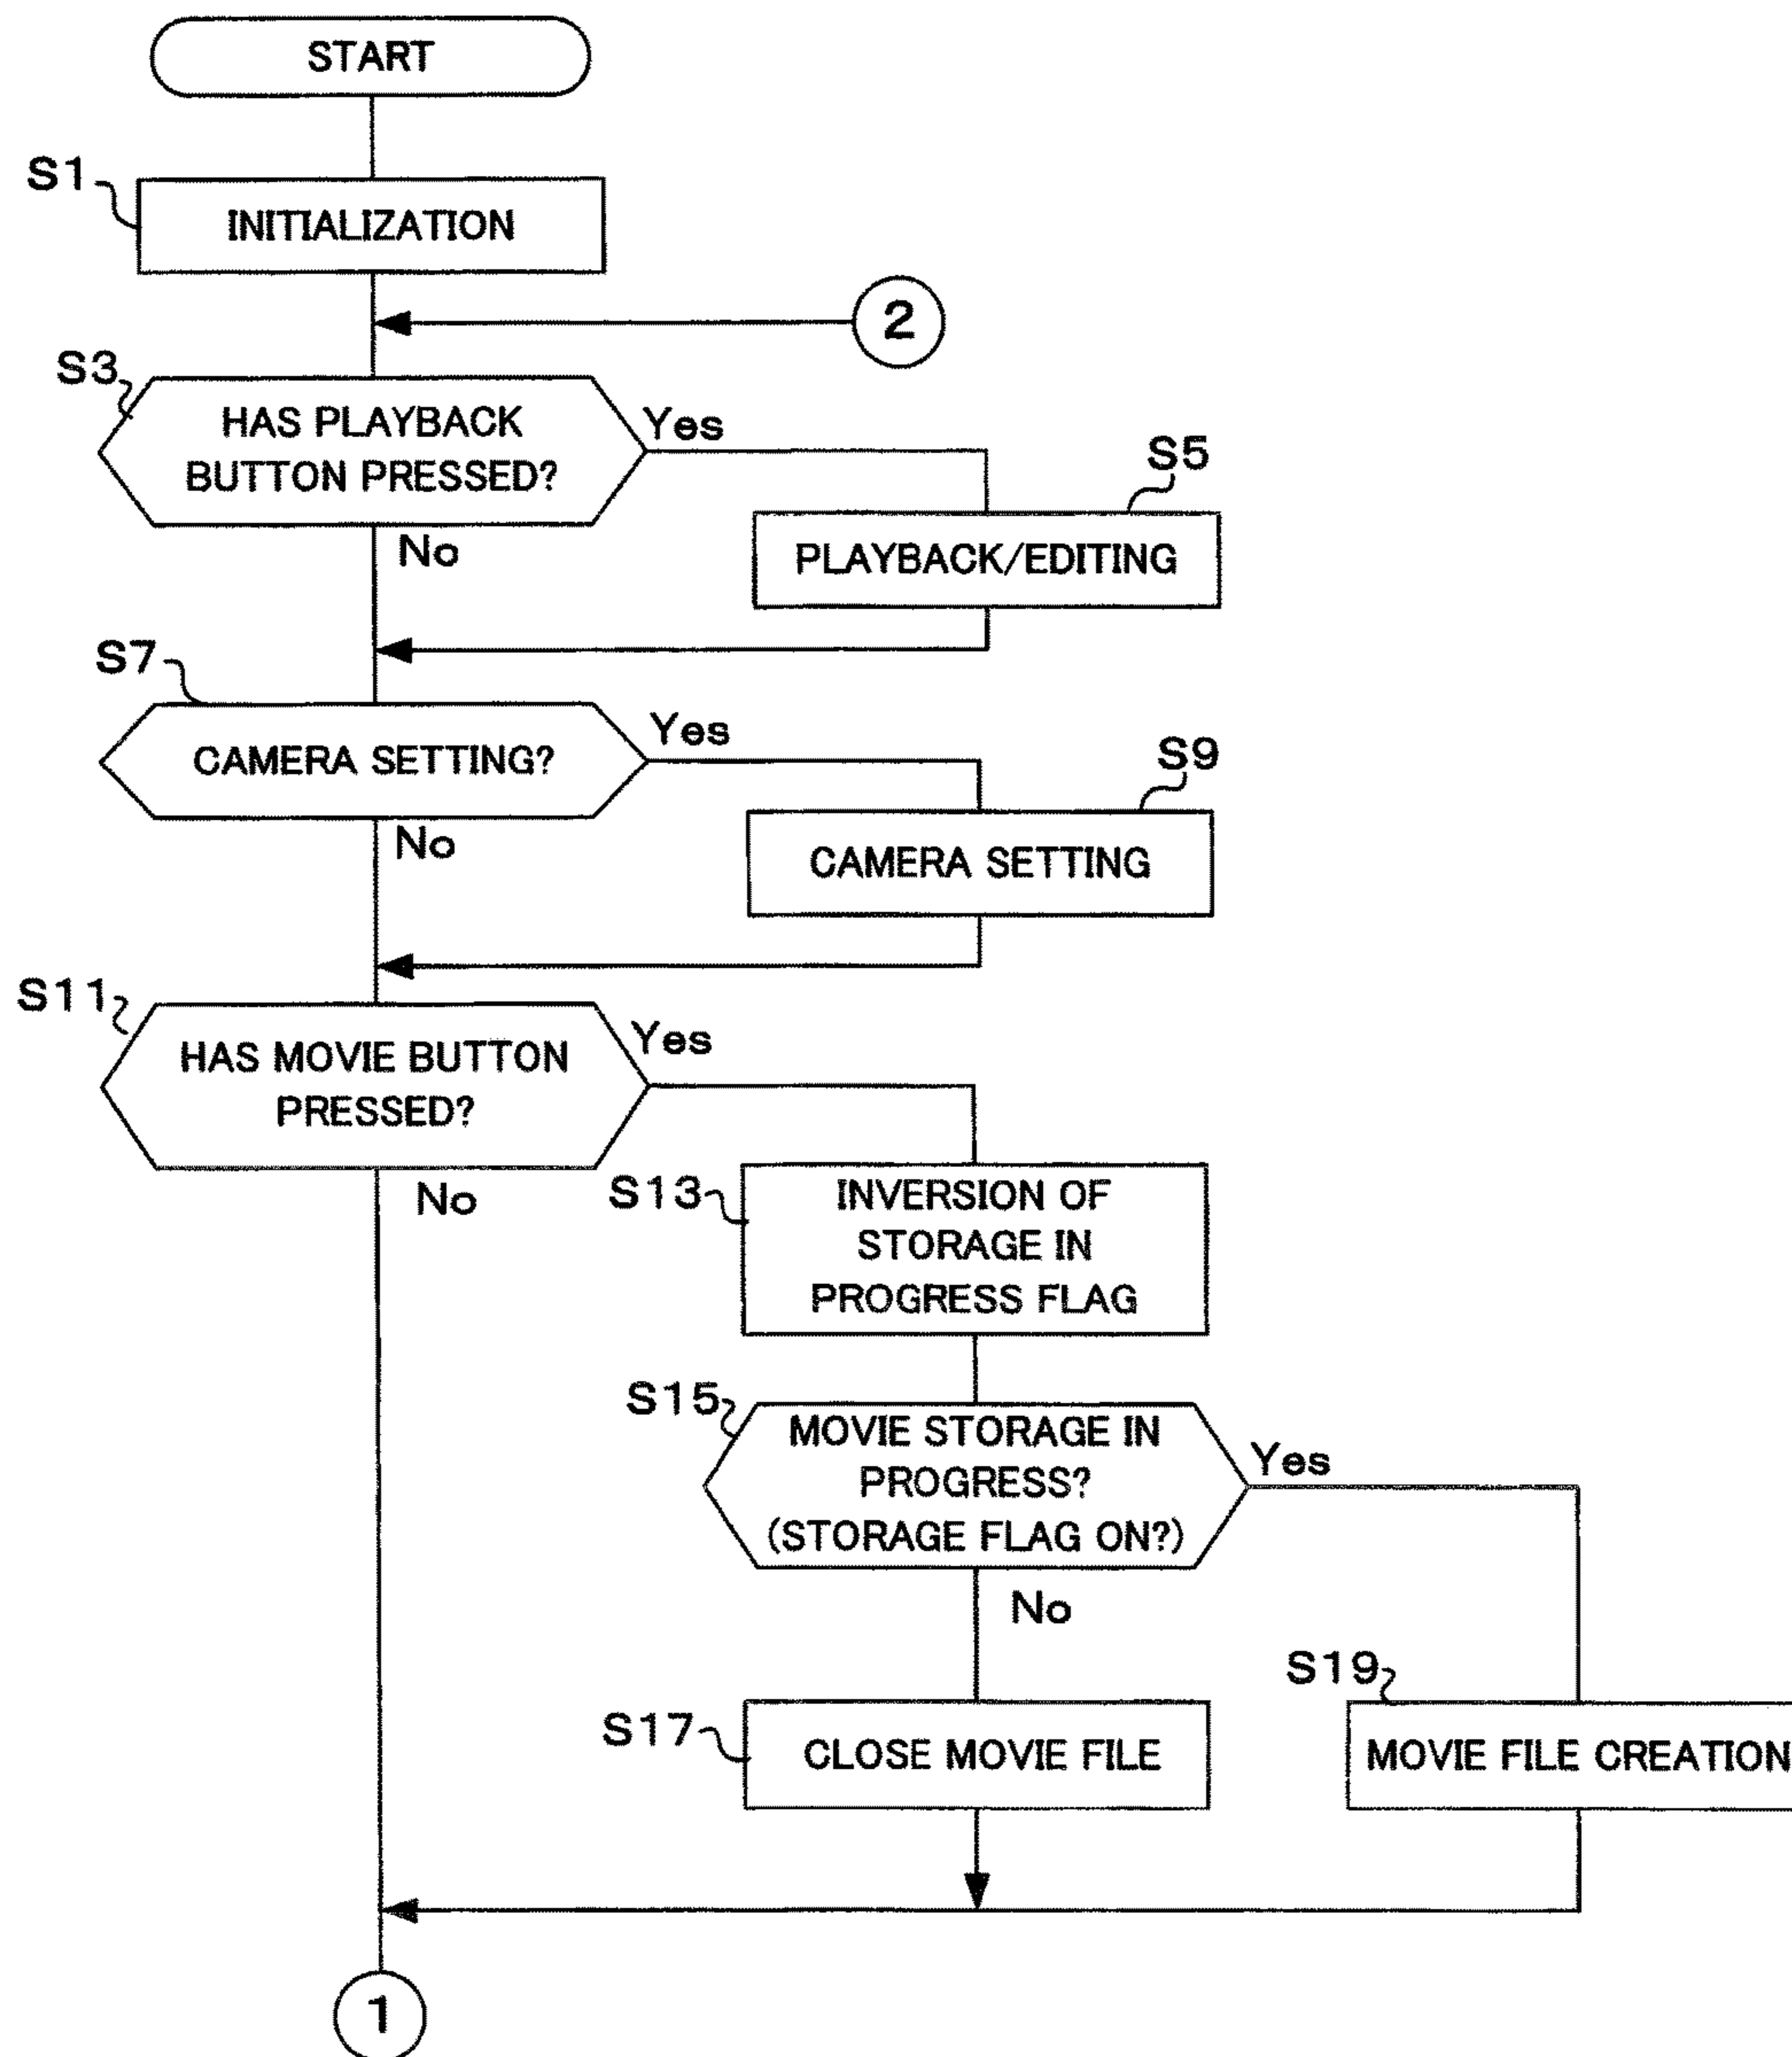 START
S1
INITIALIZATION
2
S3
HAS PLAYBACK
BUTTON PRESSED?
Yes
No
S5
PLAYBACK/EDITING
S7
CAMERA SETTING?
Yes
No
S9
CAMERA SETTING
S11
HAS MOVIE BUTTON
PRESSED?
Yes
No
S13
INVERSION OF
STORAGE IN
PROGRESS FLAG
S15
MOVIE STORAGE IN
PROGRESS?
(STORAGE FLAG ON?)
Yes
No
S17
CLOSE MOVIE FILE
S19
MOVIE FILE CREATION
1